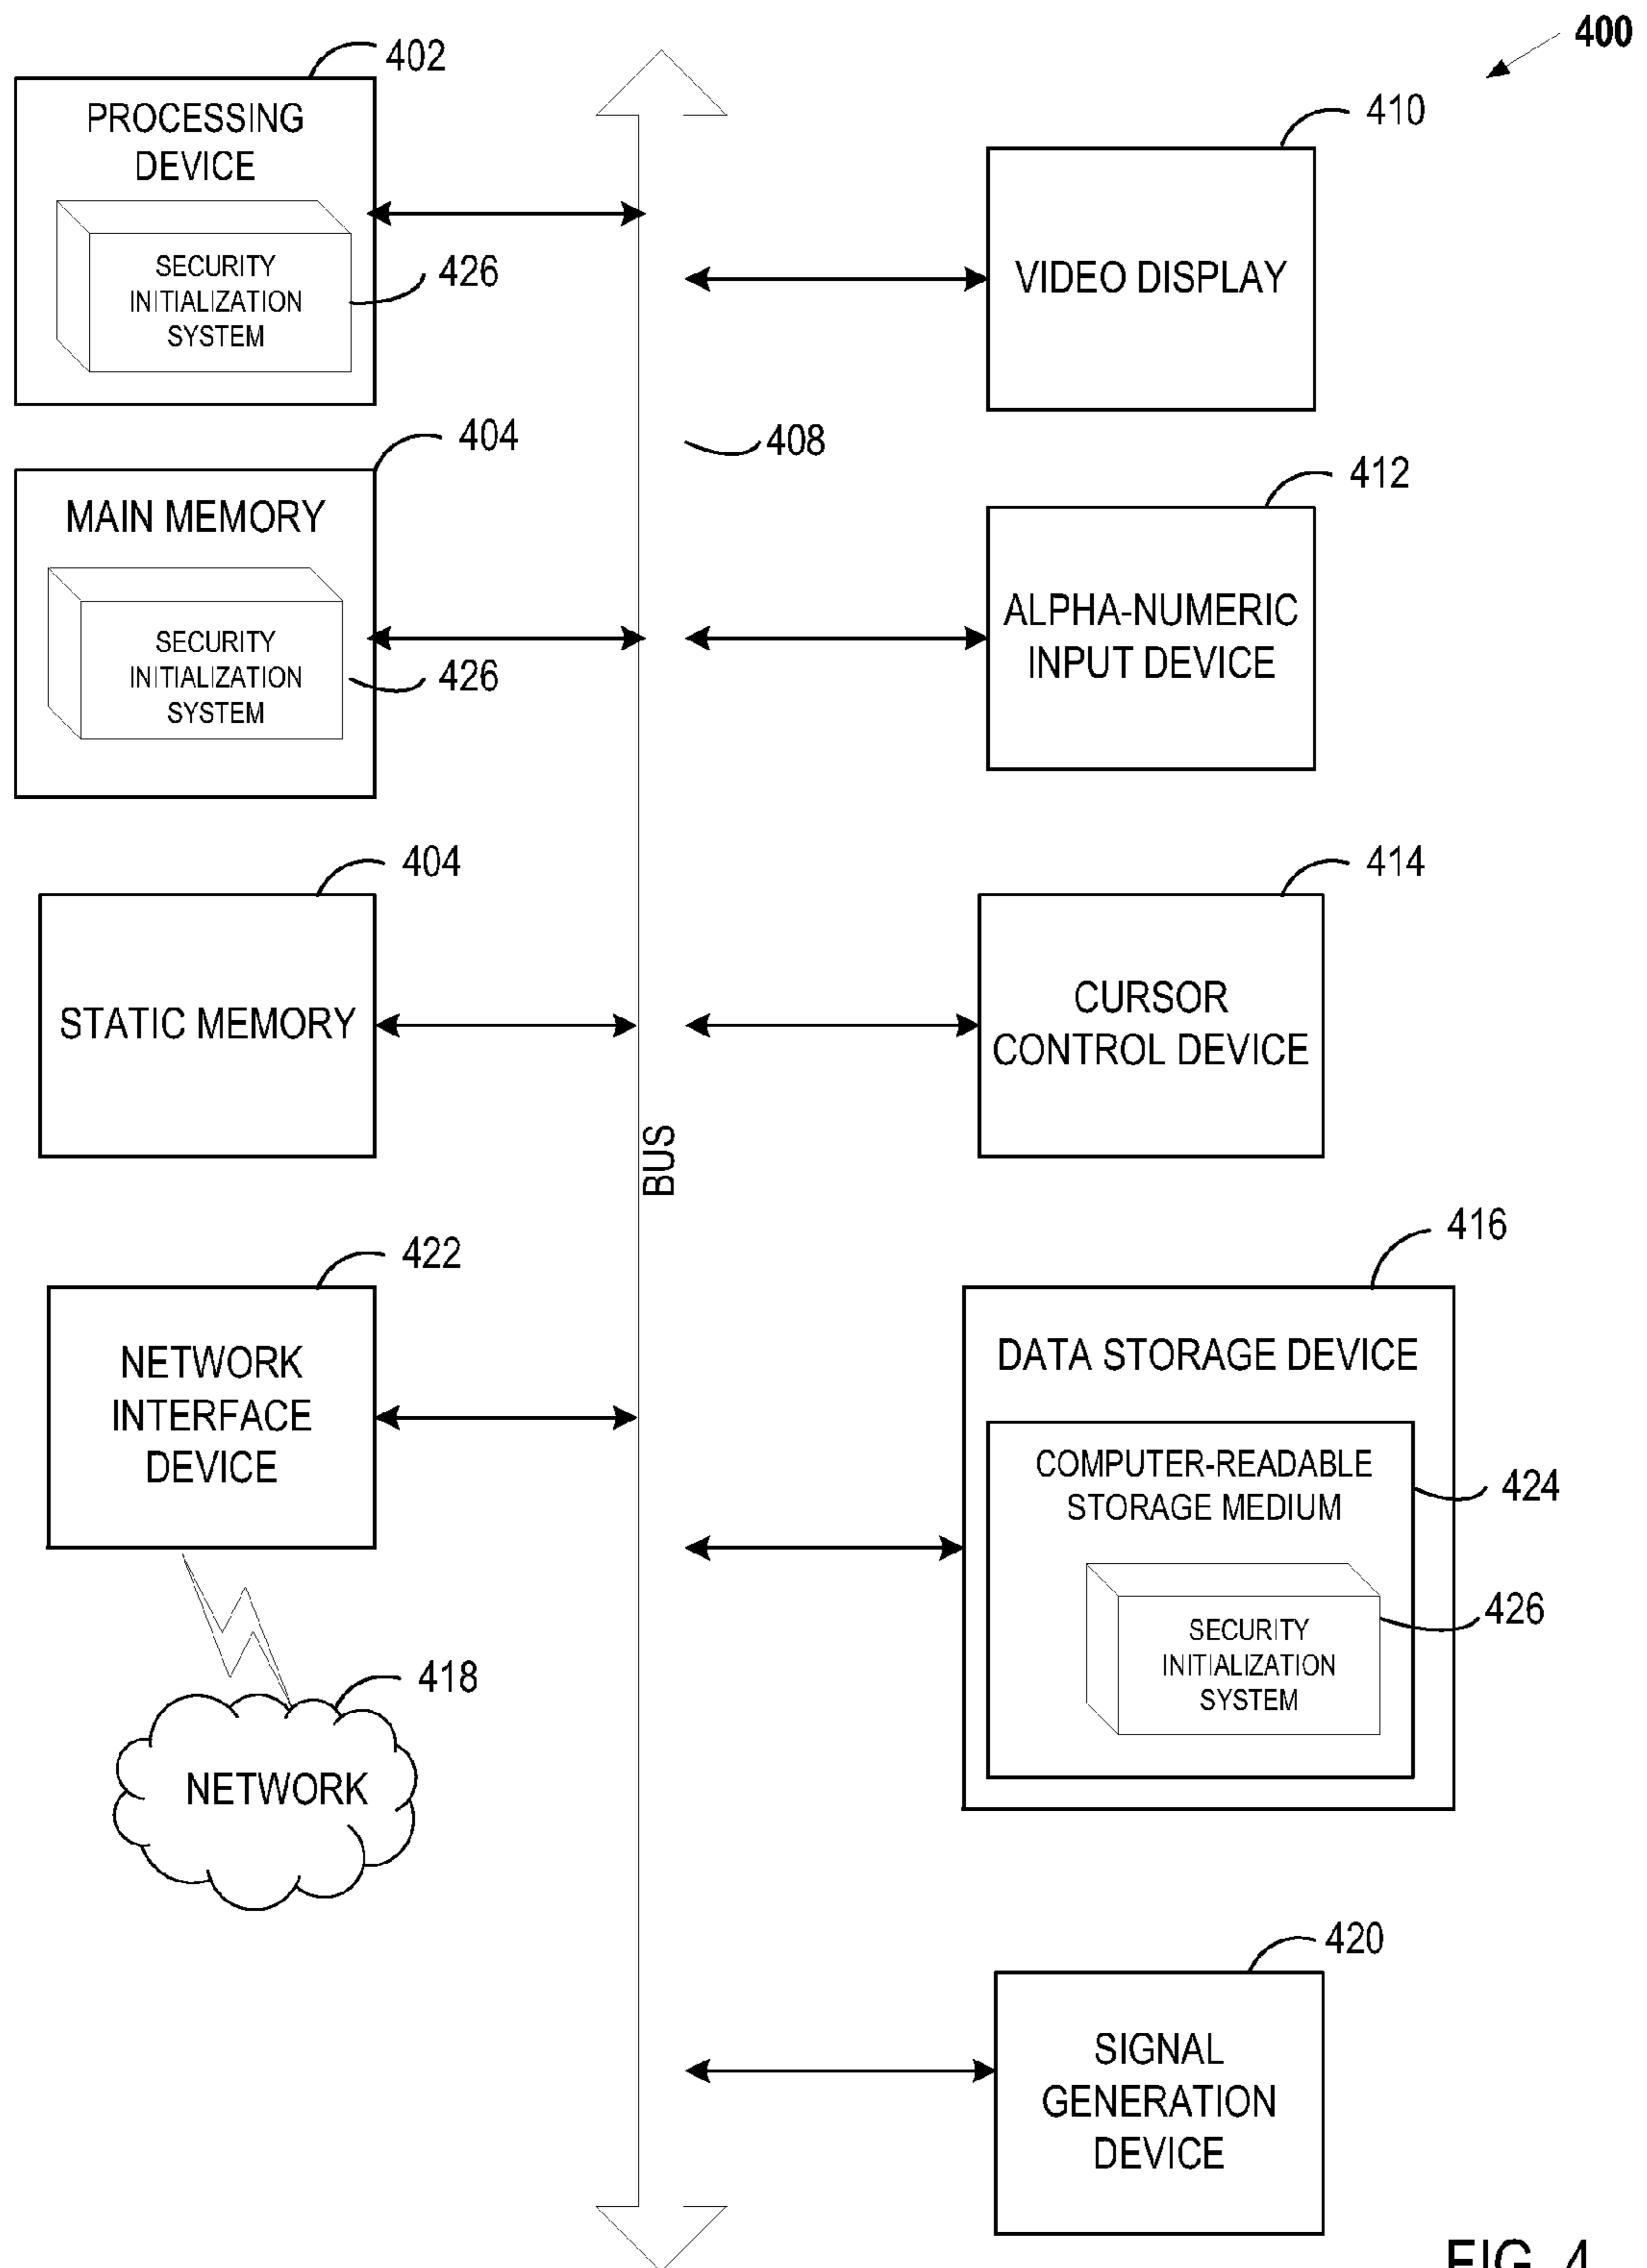 400
402
PROCESSING
DEVICE
SECURITY
INITIALIZATION
SYSTEM
426
410
VIDEO DISPLAY
408
404
MAIN MEMORY
SECURITY
INITIALIZATION
SYSTEM
426
412
ALPHA-NUMERIC
INPUT DEVICE
404
STATIC MEMORY
414
CURSOR
CONTROL DEVICE
BUS
422
NETWORK
INTERFACE
DEVICE
416
DATA STORAGE DEVICE
COMPUTER-READABLE
STORAGE MEDIUM
424
SECURITY
INITIALIZATION
SYSTEM
426
418
NETWORK
420
SIGNAL
GENERATION
DEVICE
FIG. 4